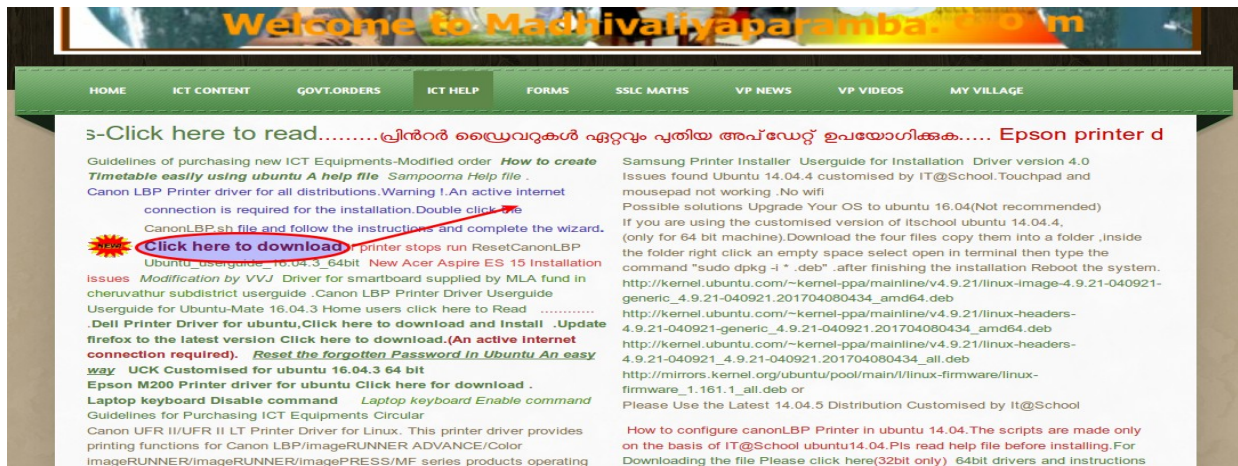 Welcome to Madhivaliyaparamba. c o m
HOME ICT CONTENT GOVT.ORDERS ICT HELP FORMS SSLC MATHS VP NEWS VP VIDEOS MY VILLAGE
s-Click here to read.........പ്രിൻറർ ഡ്രൈവറുകൾ ഏറ്റവും പുതിയ അപ്ഡേറ്റ് ഉപയോഗിക്കുക..... Epson printer d
Guidelines of purchasing new ICT Equipments-Modified order How to create
Timetable easily using ubuntu A help file Sampoorna Help file .
Canon LBP Printer driver for all distributions.Warning !.An active internet
connection is required for the installation.Double click the
CanonLBP.sh file and follow the instructions and complete the wizard.
NEW! Click here to download printer stops run ResetCanonLBP
Ubuntu_userguide_16.04.3_64bit New Acer Aspire ES 15 Installation
issues Modification by VVJ Driver for smartboard supplied by MLA fund in
cheruvathur subdistrict userguide .Canon LBP Printer Driver Userguide
Userguide for Ubuntu-Mate 16.04.3 Home users click here to Read ............
.Dell Printer Driver for ubuntu,Click here to download and Install .Update
firefox to the latest version Click here to download.(An active Internet
connection required). Reset the forgotten Password In Ubuntu An easy
way UCK Customised for ubuntu 16.04.3 64 bit
Epson M200 Printer driver for ubuntu Click here for download .
Laptop keyboard Disable command Laptop keyboard Enable command
Guidelines for Purchasing ICT Equipments Circular
Canon UFR II/UFR II LT Printer Driver for Linux. This printer driver provides
printing functions for Canon LBP/imageRUNNER ADVANCE/Color
imageRUNNER/imageRUNNER/imagePRESS/MF series products operating
Samsung Printer Installer Userguide for Installation Driver version 4.0
Issues found Ubuntu 14.04.4 customised by IT@School.Touchpad and
mousepad not working .No wifi
Possible solutions Upgrade Your OS to ubuntu 16.04(Not recommended)
If you are using the customised version of itschool ubuntu 14.04.4,
(only for 64 bit machine).Download the four files copy them into a folder ,inside
the folder right click an empty space select open in terminal then type the
command "sudo dpkg -i * .deb" .after finishing the installation Reboot the system.
http://kernel.ubuntu.com/~kernel-ppa/mainline/v4.9.21/linux-image-4.9.21-040921-
generic_4.9.21-040921.201704080434_amd64.deb
http://kernel.ubuntu.com/~kernel-ppa/mainline/v4.9.21/linux-headers-
4.9.21-040921-generic_4.9.21-040921.201704080434_amd64.deb
http://kernel.ubuntu.com/~kernel-ppa/mainline/v4.9.21/linux-headers-
4.9.21-040921_4.9.21-040921.201704080434_all.deb
http://mirrors.kernel.org/ubuntu/pool/main/l/linux-firmware/linux-
firmware_1.161.1_all.deb or
Please Use the Latest 14.04.5 Distribution Customised by It@School
How to configure canonLBP Printer in ubuntu 14.04.The scripts are made only
on the basis of IT@School ubuntu14.04.Pls read help file before installing.For
Downloading the file Please click here(32bit only) 64bit drivers and instructions